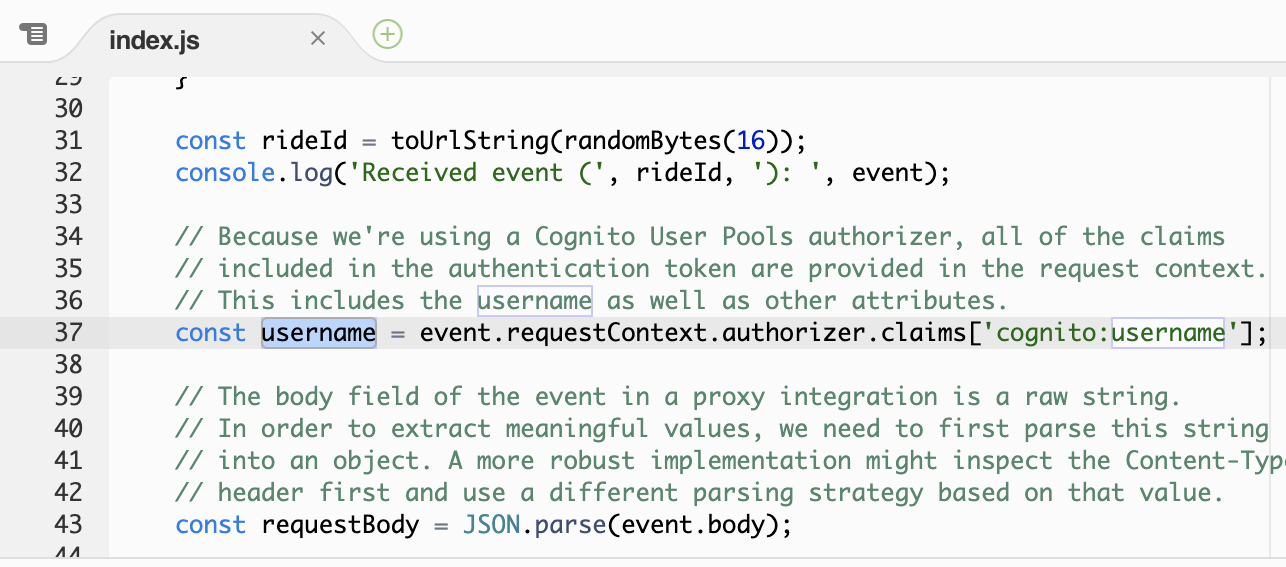 index.js ×
29 }
30
31 const rideId = toUrlString(randomBytes(16));
32 console.log('Received event (', rideId, '): ', event);
33
34 // Because we're using a Cognito User Pools authorizer, all of the claims
35 // included in the authentication token are provided in the request context.
36 // This includes the username as well as other attributes.
37 const username = event.requestContext.authorizer.claims['cognito:username'];
38
39 // The body field of the event in a proxy integration is a raw string.
40 // In order to extract meaningful values, we need to first parse this string
41 // into an object. A more robust implementation might inspect the Content-Typ
42 // header first and use a different parsing strategy based on that value.
43 const requestBody = JSON.parse(event.body);
44